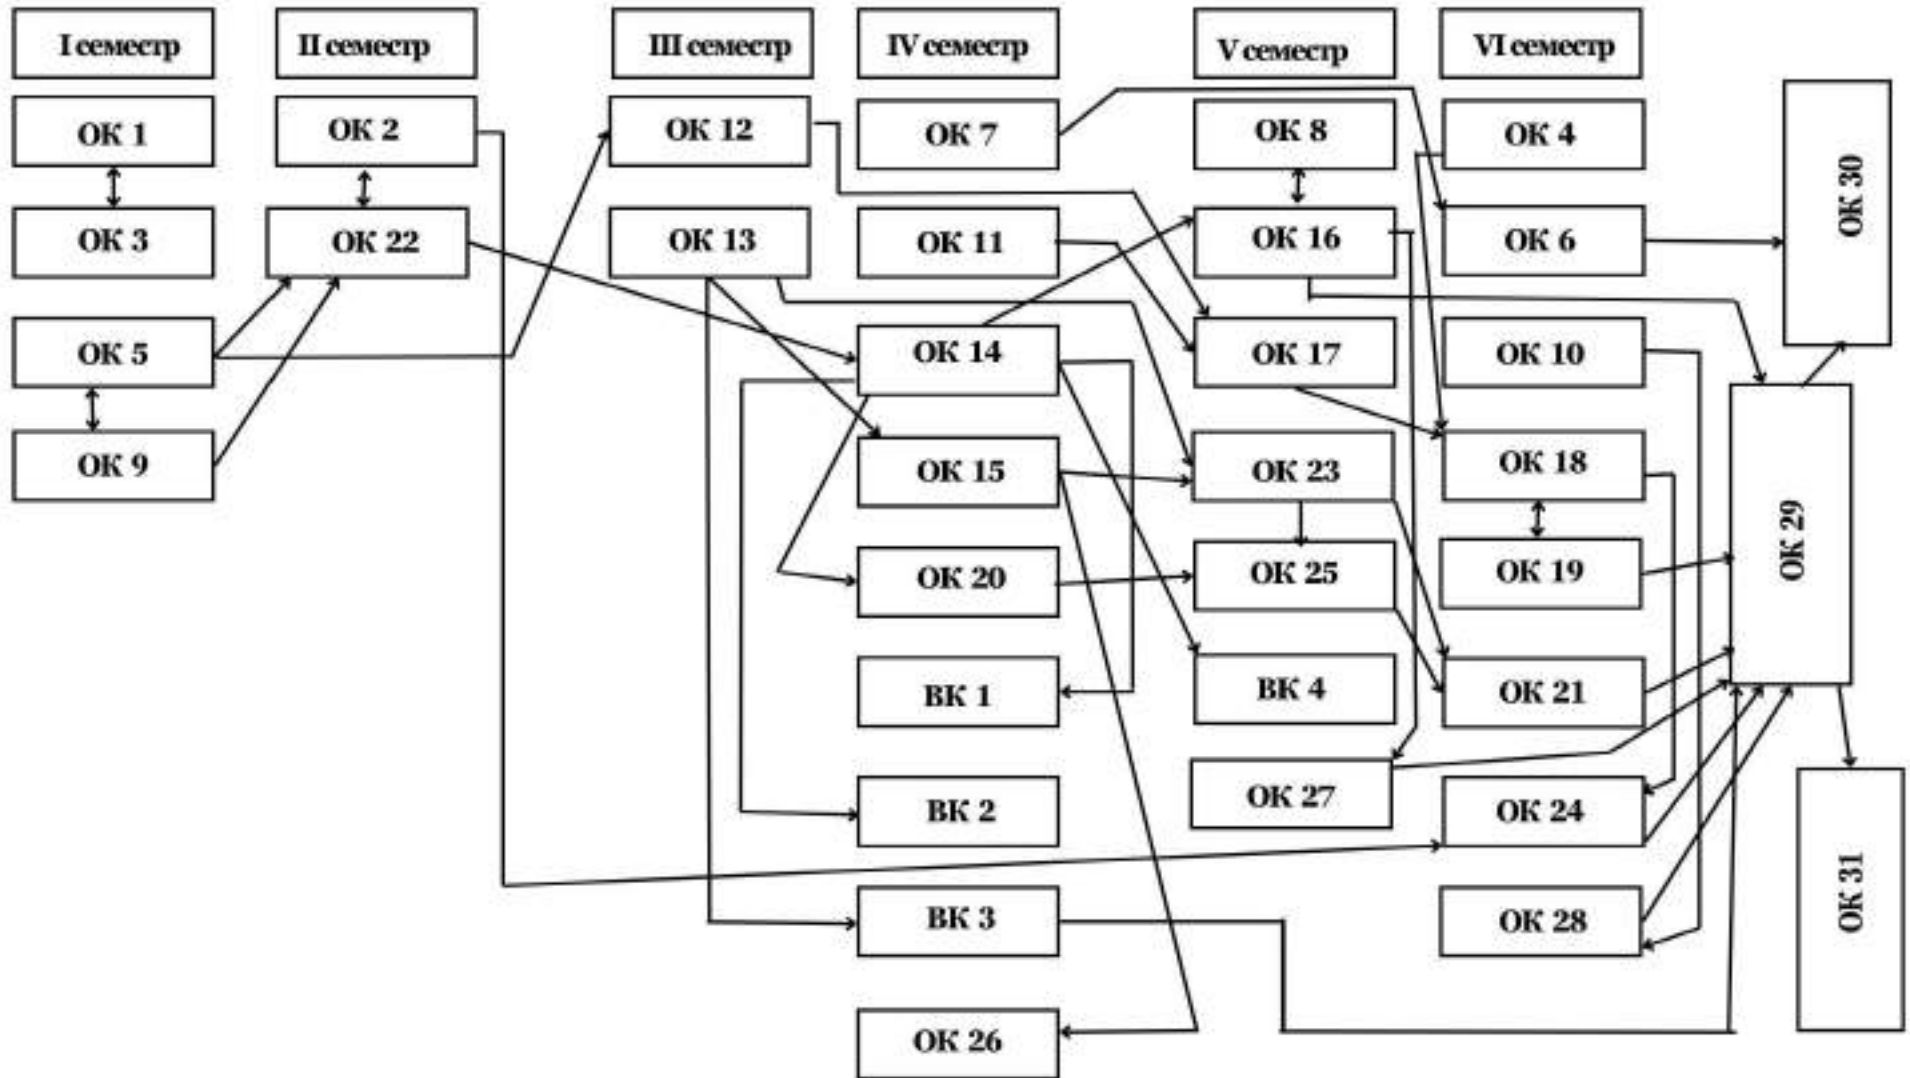 I семестр
II семестр
III семестр
IV семестр
V семестр
VI семестр
ОК 1
ОК 2
ОК 12
ОК 7
ОК 8
ОК 4
ОК 30
ОК 3
ОК 22
ОК 13
ОК 11
ОК 16
ОК 6
ОК 5
ОК 14
ОК 17
ОК 10
ОК 9
ОК 15
ОК 23
ОК 18
ОК 29
ОК 20
ОК 25
ОК 19
ВК 1
ВК 4
ОК 21
ВК 2
ОК 27
ОК 24
ОК 31
ВК 3
ОК 28
ОК 26